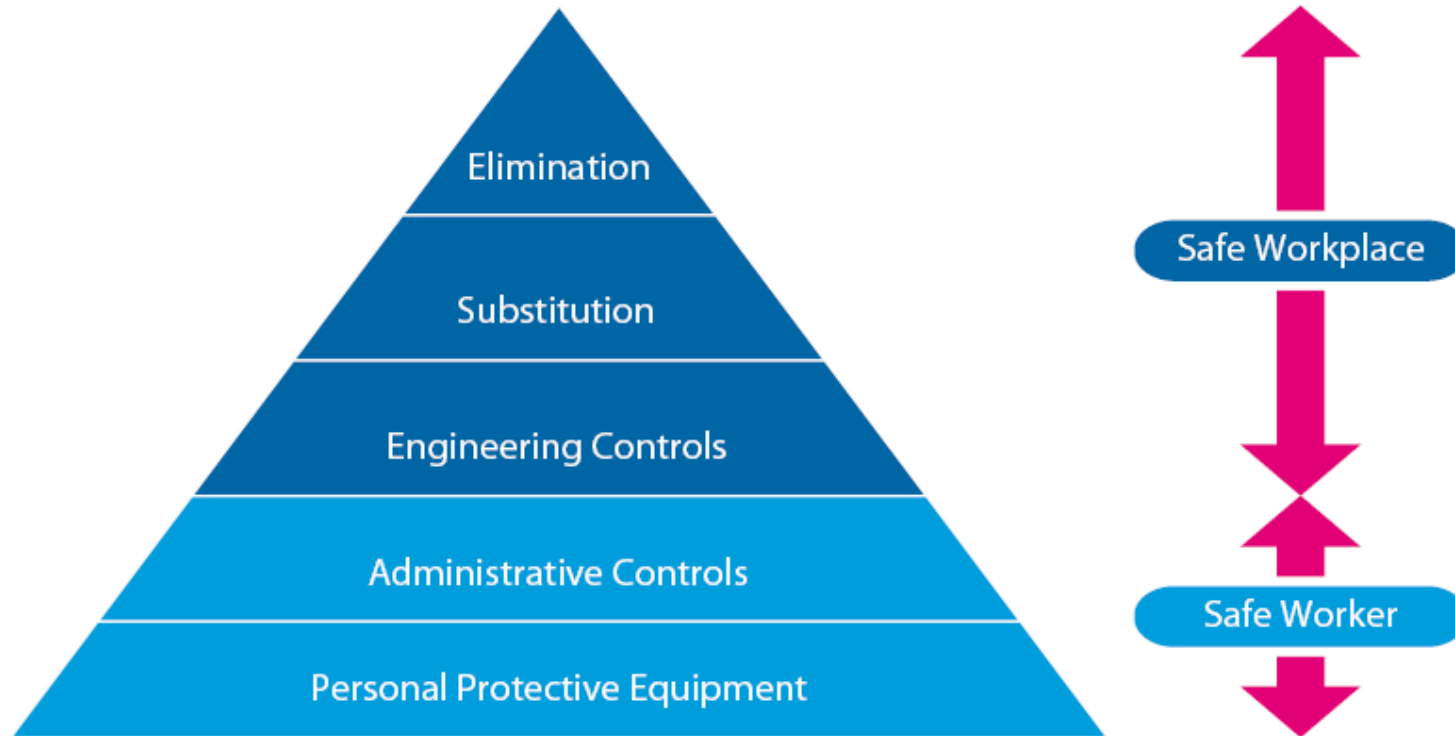 Elimination
Substitution
Engineering Controls
Administrative Controls
Personal Protective Equipment
Safe Workplace
Safe Worker